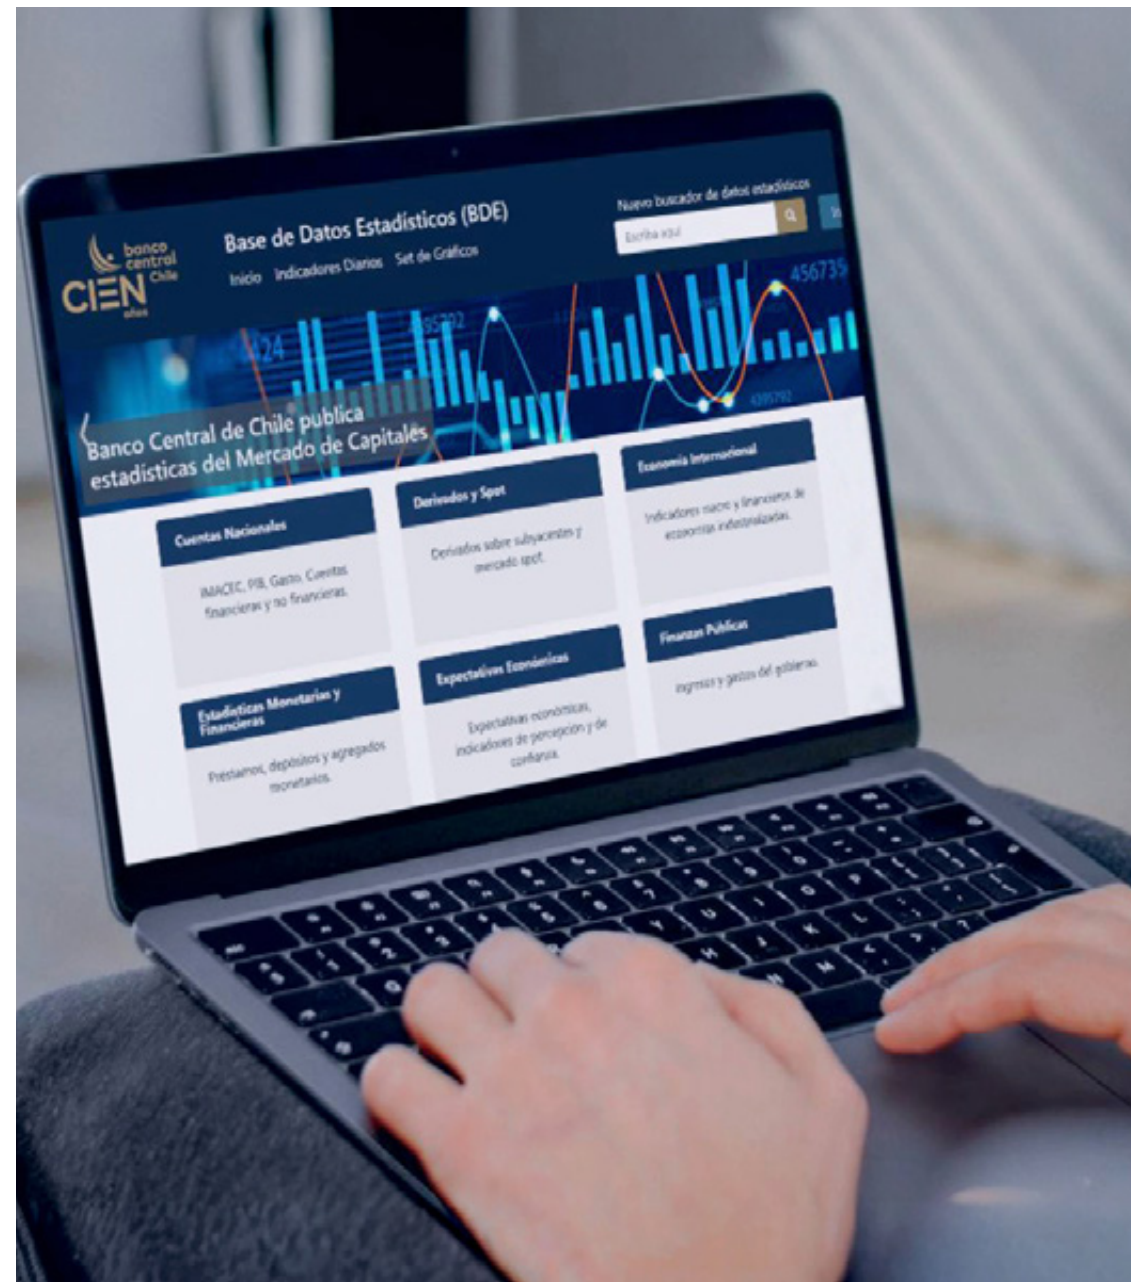 banco
central
Chile
CIEN
años
Base de Datos Estadísticos (BDE)
Inicio Indicadores Diarios Set de Gráficos
Nuevo buscador de datos estadísticos
Escriba aquí
4395792
456735
4395792
Banco Central de Chile publica
estadísticas del Mercado de Capitales
Cuentas Nacionales
IMACEC, PIB, Gasto, Cuentas
financieras y no financieras.
Derivados y Spot
Derivados sobre subyacentes y
mercado spot.
Economía Internacional
Indicadores macro y financieros de
economías industrializadas.
Estadísticas Monetarias y
Financieras
Préstamos, depósitos y agregados
monetarios.
Expectativas Económicas
Expectativas económicas,
indicadores de percepción y de
confianza.
Finanzas Públicas
Ingresos y gastos del gobierno.